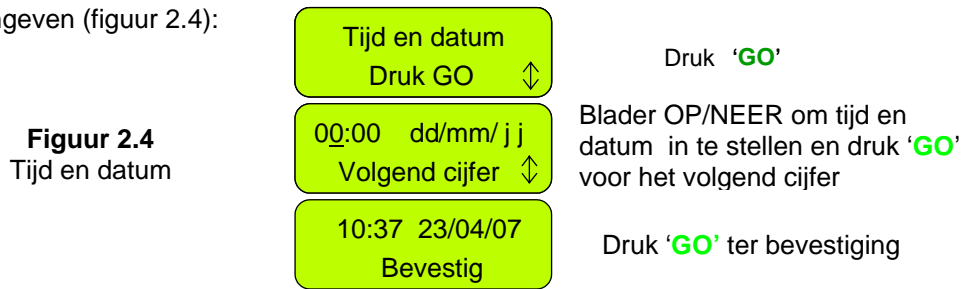 ngeven (figuur 2.4):
Tijd en datum
Druk GO
Druk 'GO'
Figuur 2.4
Tijd en datum
00:00 dd/mm/ j j
Volgend cijfer
Blader OP/NEER om tijd en
datum in te stellen en druk 'GO'
voor het volgend cijfer
10:37 23/04/07
Bevestig
Druk 'GO' ter bevestiging